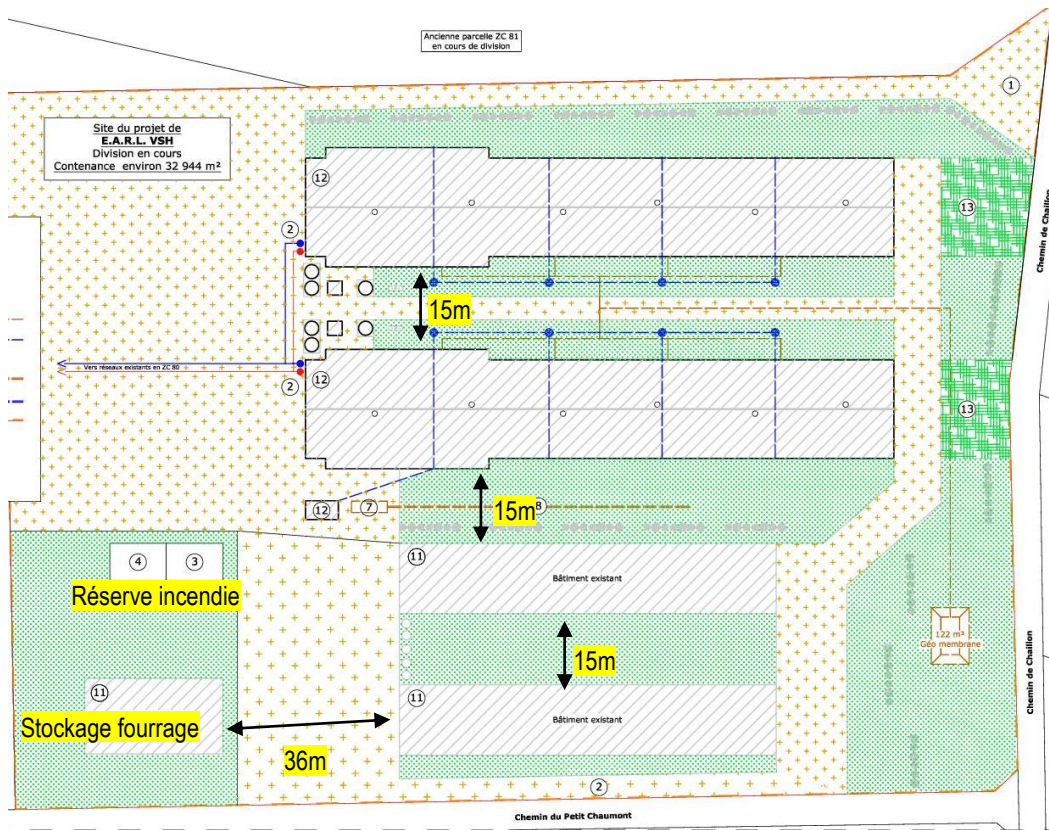 Ancienne parcelle ZC 81
en cours de division
1
Site du projet de
E.A.R.L. VSH
Division en cours
Contenance environ 32 944 m²
12
13
2
15m
Vers réseaux existants en ZC 80
2
12
13
Chemin de Chaillon
12
7
15m
8
4
3
Réserve incendie
11
Bâtiment existant
122 m³
Géo membrane
15m
11
Stockage fourrage
11
Bâtiment existant
36m
2
Chemin de Chaillon
Chemin du Petit Chaumont